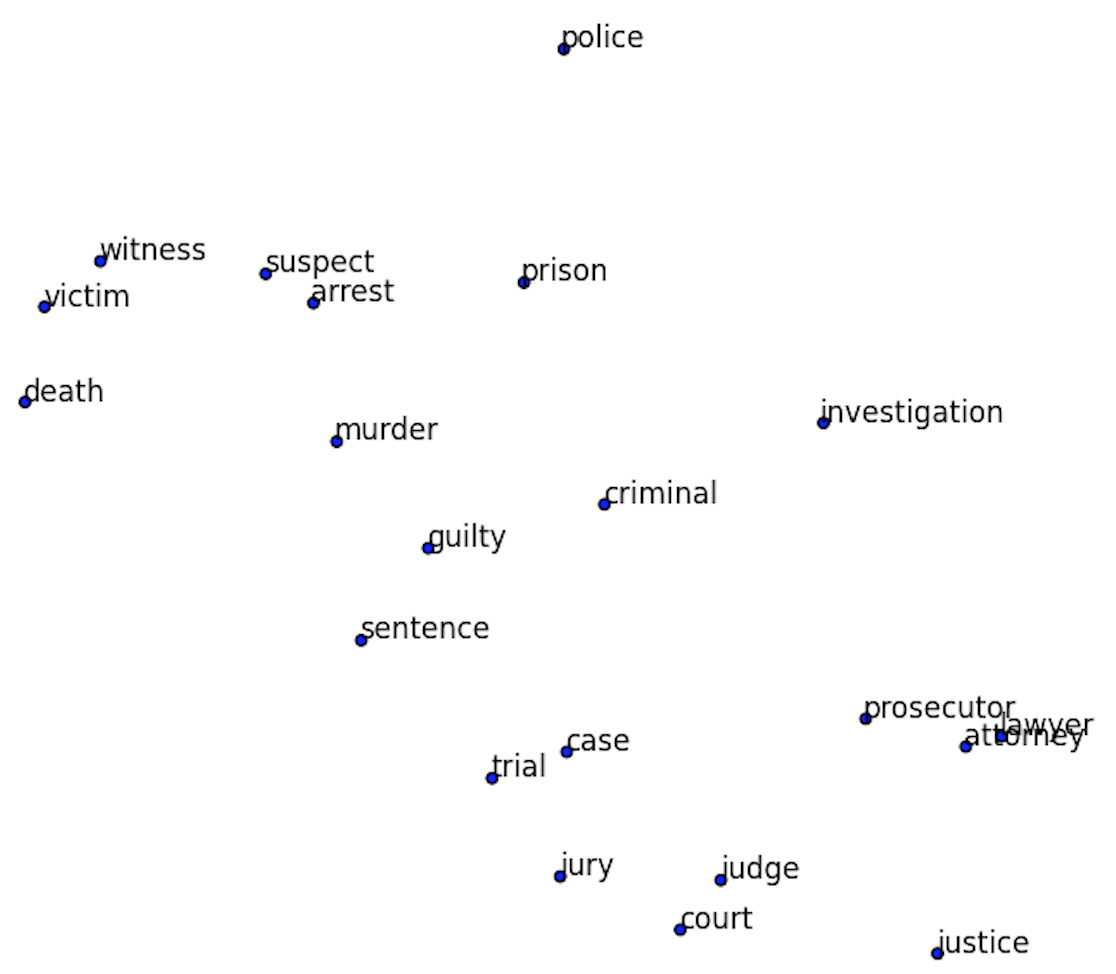 police
witness
suspect
prison
arrest
victim
death
investigation
murder
criminal
guilty
sentence
prosecutor
lawyer
attorney
case
trial
jury
judge
court
justice